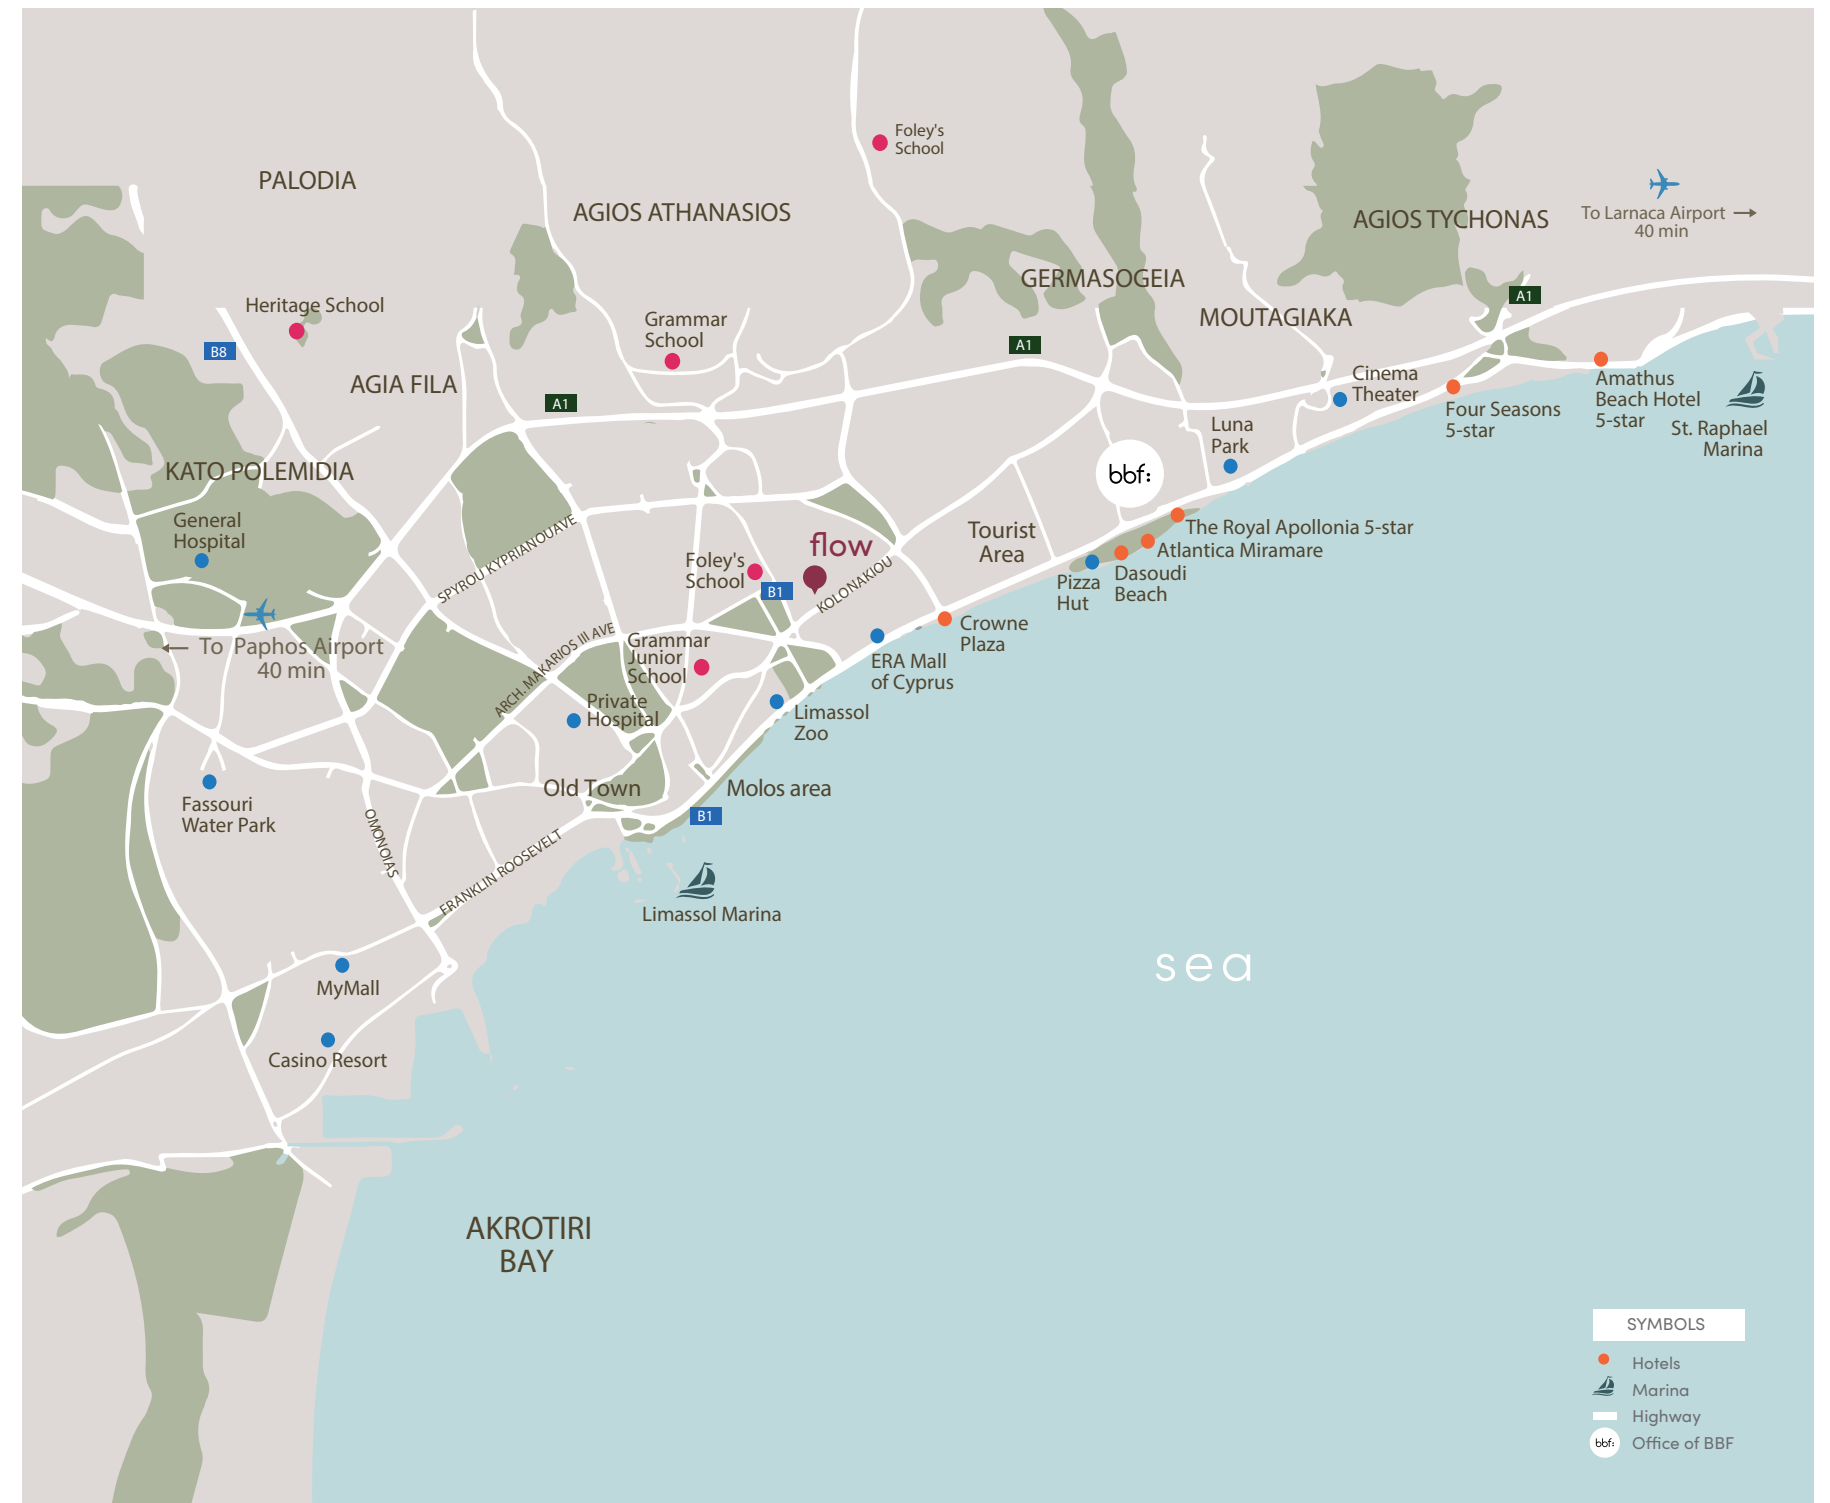 Foley's
School
PALODIA
AGIOS ATHANASIOS
AGIOS TYCHONAS
To Larnaca Airport
40 min
GERMASOGEIA
MOUTAGIAKA
A1
Heritage School
B8
Grammar
School
A1
AGIA FILA
A1
Cinema
Theater
Four Seasons
5-star
Amathus
Beach Hotel
5-star
St. Raphael
Marina
Luna
Park
KATO POLEMIDIA
bbf:
General
Hospital
SPYROU KYPRIANOUAVE
Tourist
Area
The Royal Apollonia 5-star
Atlantica Miramare
Dasoudi
Beach
Pizza
Hut
flow
Foley's
School
B1
KOLONAKIOU
Crowne
Plaza
To Paphos Airport
40 min
ARCH. MAKARIOS III AVE
Grammar
Junior
School
ERA Mall
of Cyprus
Private
Hospital
Limassol
Zoo
Old Town
Molos area
B1
Fassouri
Water Park
OMONOIAS
FRANKLIN ROOSEVELT
Limassol Marina
sea
MyMall
Casino Resort
AKROTIRI
BAY
SYMBOLS
Hotels
Marina
Highway
bbf: Office of BBF